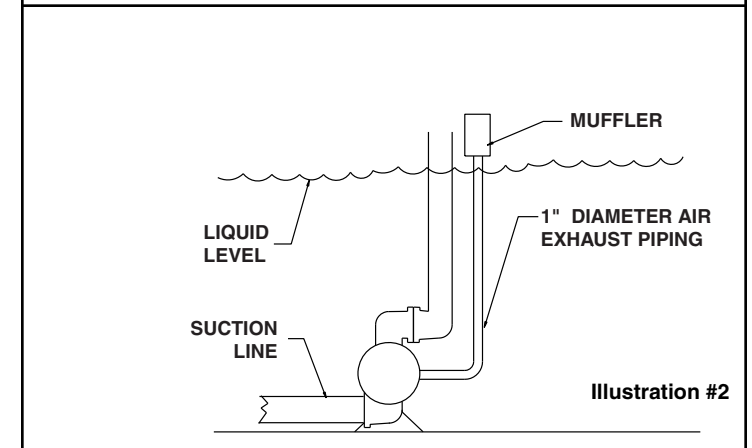 MUFFLER
LIQUID
LEVEL
1" DIAMETER AIR
EXHAUST PIPING
SUCTION
LINE
Illustration #2